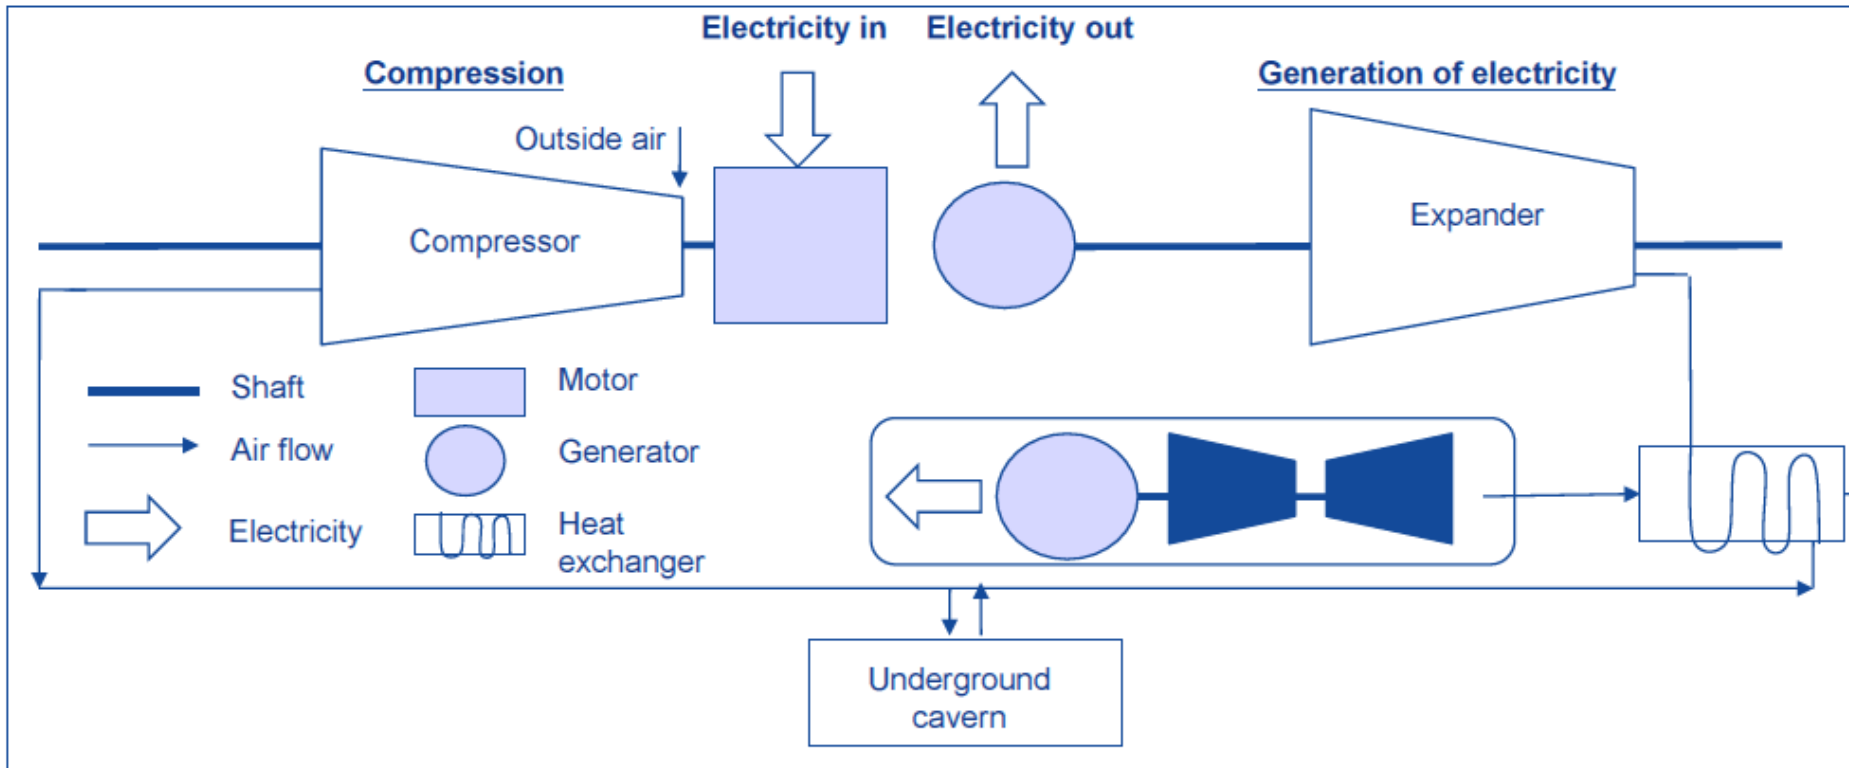 Electricity in
Electricity out
Compression
Generation of electricity
Outside air
Compressor
Expander
Shaft
Motor
Air flow
Generator
Electricity
Heat
exchanger
Underground
cavern